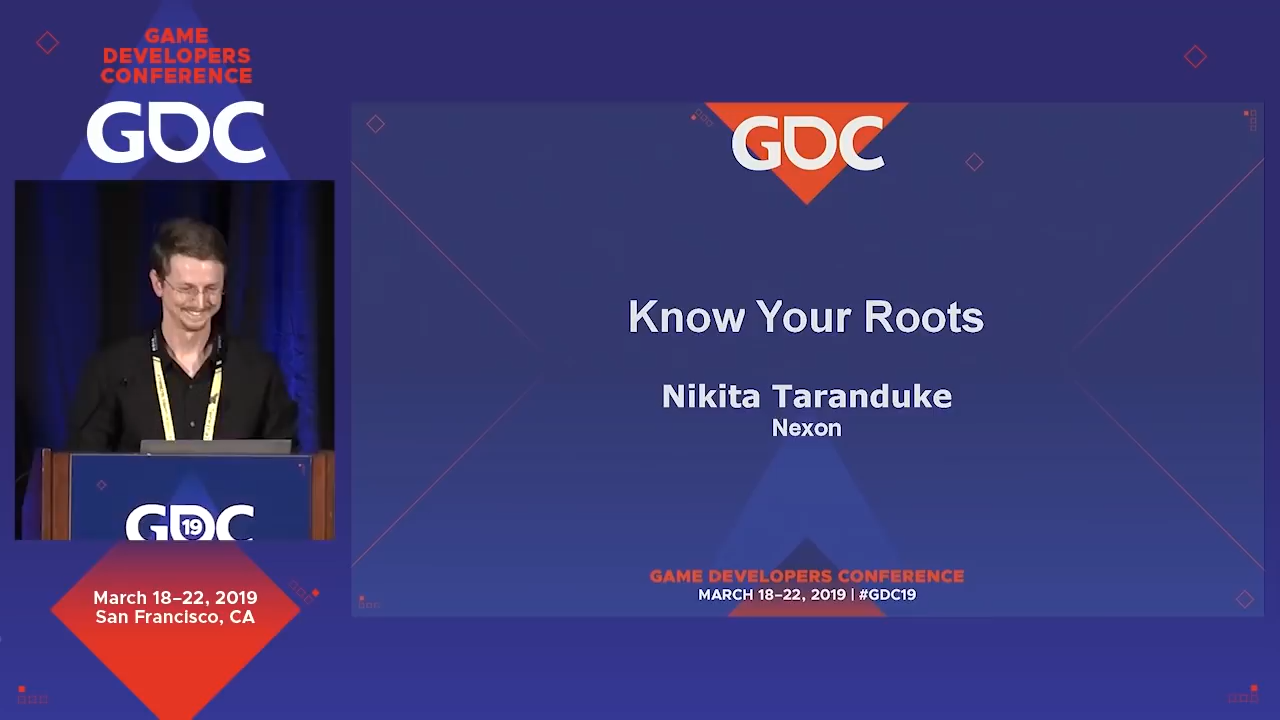 GAME
DEVELOPERS
CONFERENCE
GDC
GDC
Know Your Roots
Nikita Taranduke
Nexon
GAME DEVELOPERS CONFERENCE
MARCH 18–22, 2019 | #GDC19
GDC
19
March 18–22, 2019
San Francisco, CA